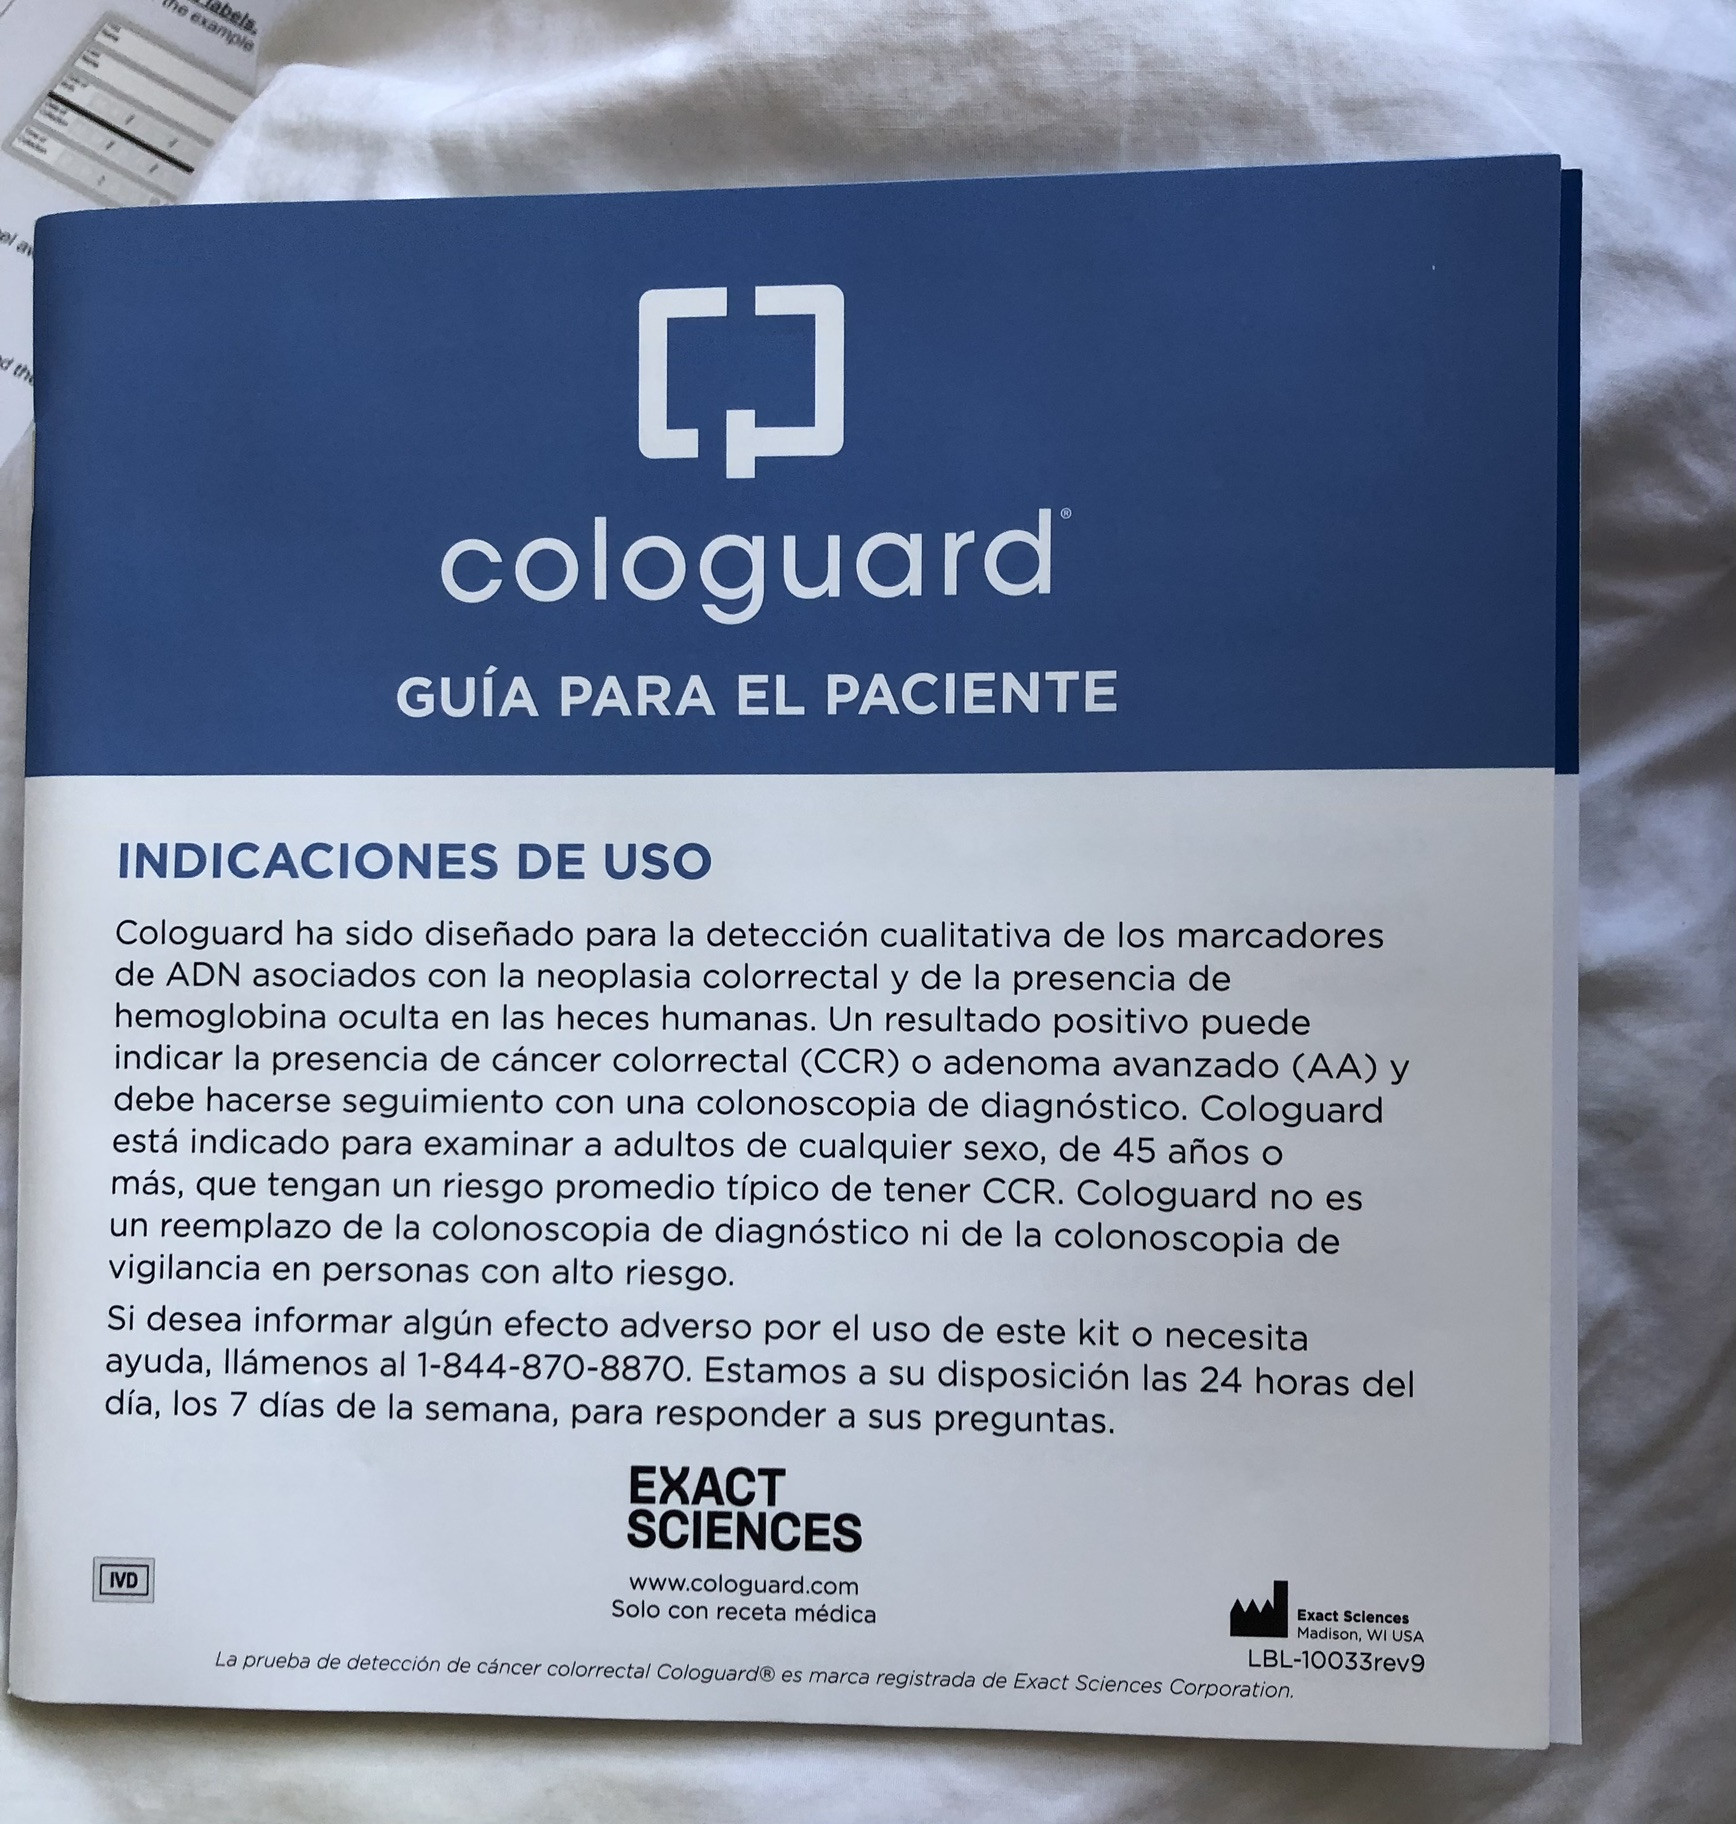 labels.
the example
cologuard®
GUÍA PARA EL PACIENTE
INDICACIONES DE USO
Cologuard ha sido diseñado para la detección cualitativa de los marcadores
de ADN asociados con la neoplasia colorrectal y de la presencia de
hemoglobina oculta en las heces humanas. Un resultado positivo puede
indicar la presencia de cáncer colorrectal (CCR) o adenoma avanzado (AA) y
debe hacerse seguimiento con una colonoscopia de diagnóstico. Cologuard
está indicado para examinar a adultos de cualquier sexo, de 45 años o
más, que tengan un riesgo promedio típico de tener CCR. Cologuard no es
un reemplazo de la colonoscopia de diagnóstico ni de la colonoscopia de
vigilancia en personas con alto riesgo.
Si desea informar algún efecto adverso por el uso de este kit o necesita
ayuda, llámenos al 1-844-870-8870. Estamos a su disposición las 24 horas del
día, los 7 días de la semana, para responder a sus preguntas.
EXACT
SCIENCES
IVD
www.cologuard.com
Solo con receta médica
Exact Sciences
Madison, WI USA
LBL-10033rev9
La prueba de detección de cáncer colorrectal Cologuard® es marca registrada de Exact Sciences Corporation.